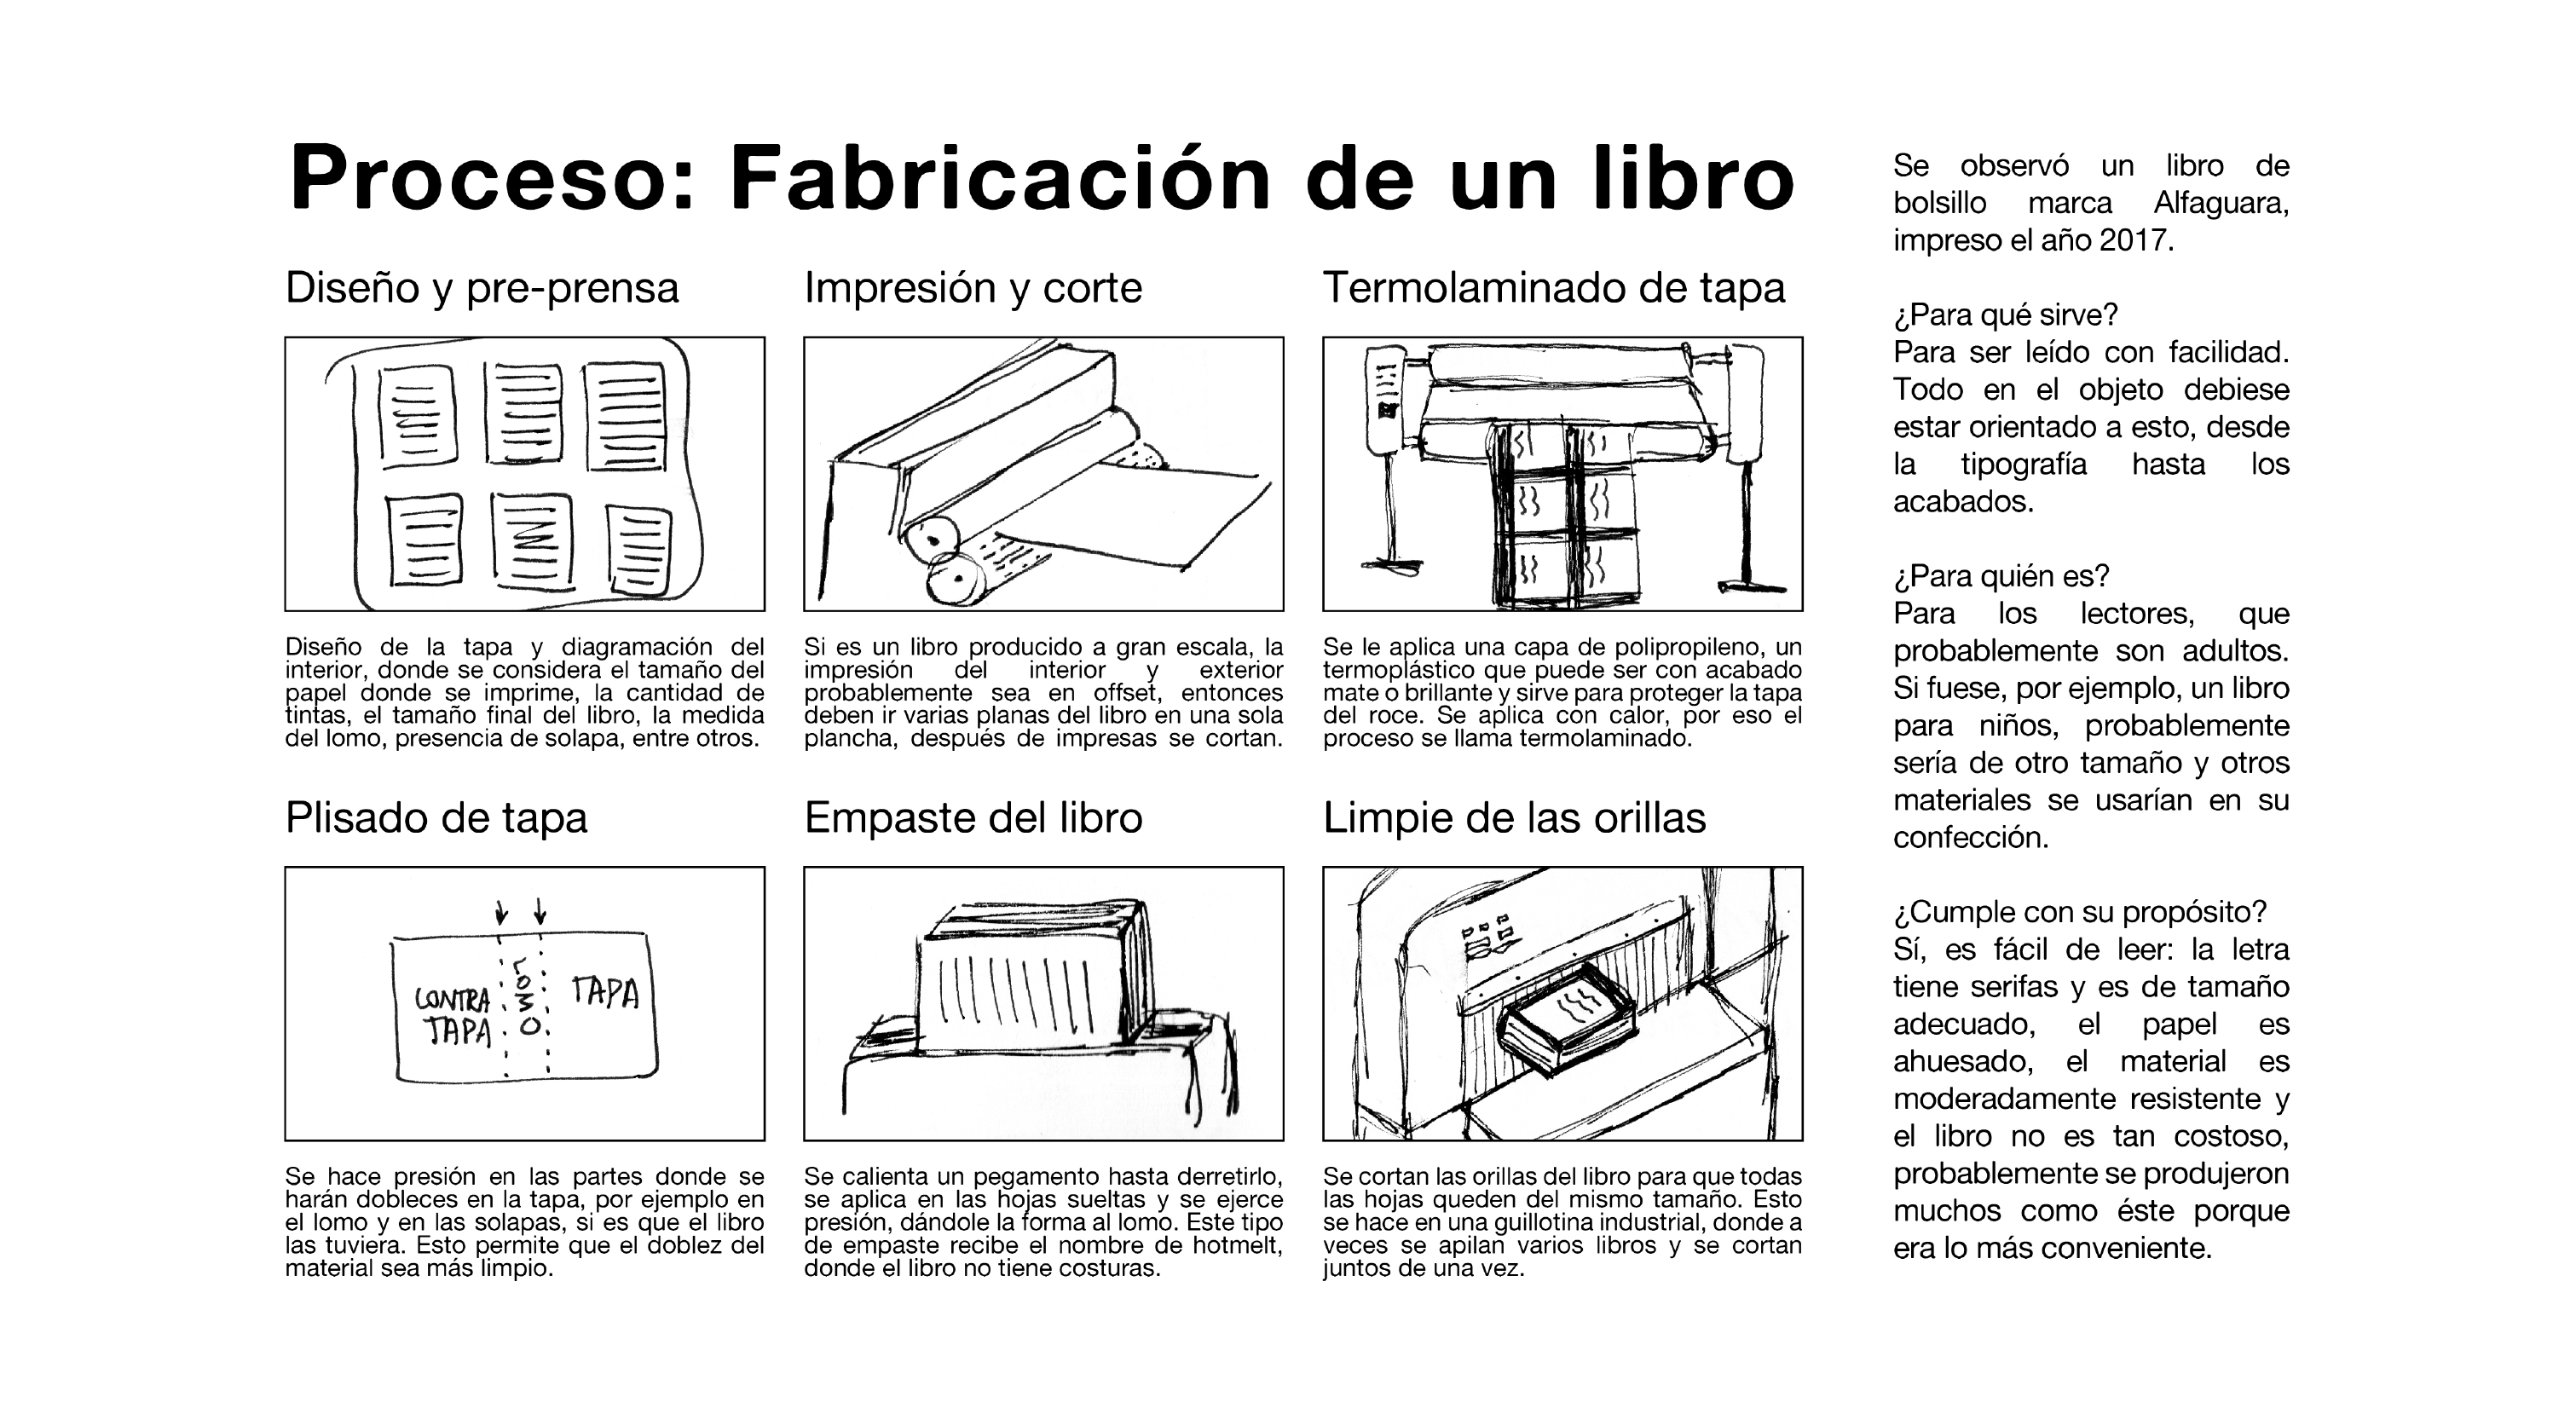 Proceso: Fabricación de un libro
Diseño y pre-prensa
Diseño de la tapa y diagramación del
interior, donde se considera el tamaño del
papel donde se imprime, la cantidad de
tintas, el tamaño final del libro, la medida
del lomo, presencia de solapa, entre otros.
Impresión y corte
Si es un libro producido a gran escala, la
impresión del interior y exterior
probablemente sea en offset, entonces
deben ir varias planas del libro en una sola
plancha, después de impresas se cortan.
Termolaminado de tapa
Se le aplica una capa de polipropileno, un
termoplástico que puede ser con acabado
mate o brillante y sirve para proteger la tapa
del roce. Se aplica con calor, por eso el
proceso se llama termolaminado.
Plisado de tapa
CONTRA
TAPA
LOMO
TAPA
Se hace presión en las partes donde se
harán dobleces en la tapa, por ejemplo en
el lomo y en las solapas, si es que el libro
las tuviera. Esto permite que el doblez del
material sea más limpio.
Empaste del libro
Se calienta un pegamento hasta derretirlo,
se aplica en las hojas sueltas y se ejerce
presión, dándole la forma al lomo. Este tipo
de empaste recibe el nombre de hotmelt,
donde el libro no tiene costuras.
Limpie de las orillas
Se cortan las orillas del libro para que todas
las hojas queden del mismo tamaño. Esto
se hace en una guillotina industrial, donde a
veces se apilan varios libros y se cortan
juntos de una vez.
Se observó un libro de
bolsillo marca Alfaguara,
impreso el año 2017.
¿Para qué sirve?
Para ser leído con facilidad.
Todo en el objeto debiese
estar orientado a esto, desde
la tipografía hasta los
acabados.
¿Para quién es?
Para los lectores, que
probablemente son adultos.
Si fuese, por ejemplo, un libro
para niños, probablemente
sería de otro tamaño y otros
materiales se usarían en su
confección.
¿Cumple con su propósito?
Sí, es fácil de leer: la letra
tiene serifas y es de tamaño
adecuado, el papel es
ahuesado, el material es
moderadamente resistente y
el libro no es tan costoso,
probablemente se produjeron
muchos como éste porque
era lo más conveniente.